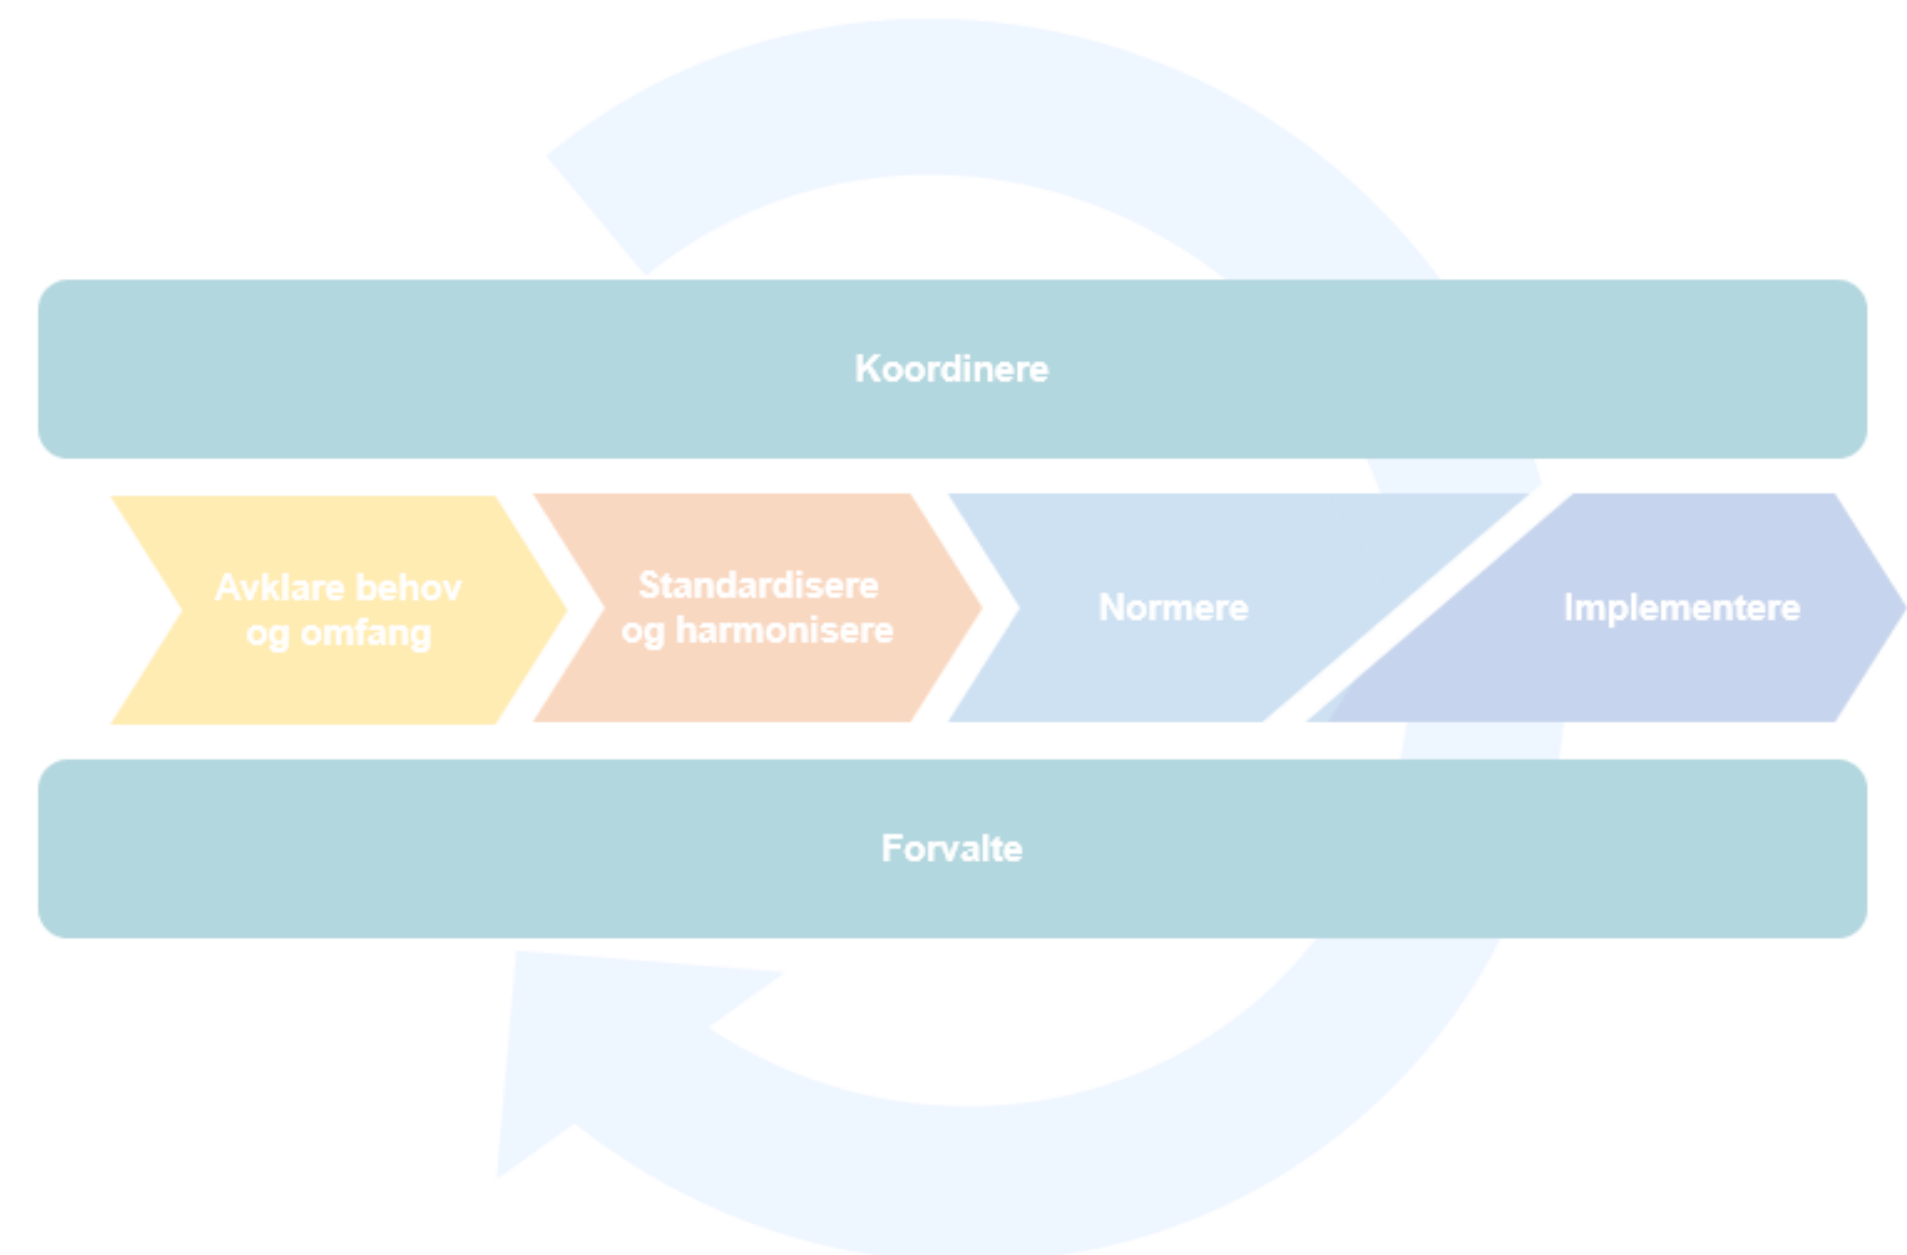 Koordinere
Avklare behov
og omfang
Standardisere
og harmonisere
Normere
Implementere
Forvalte